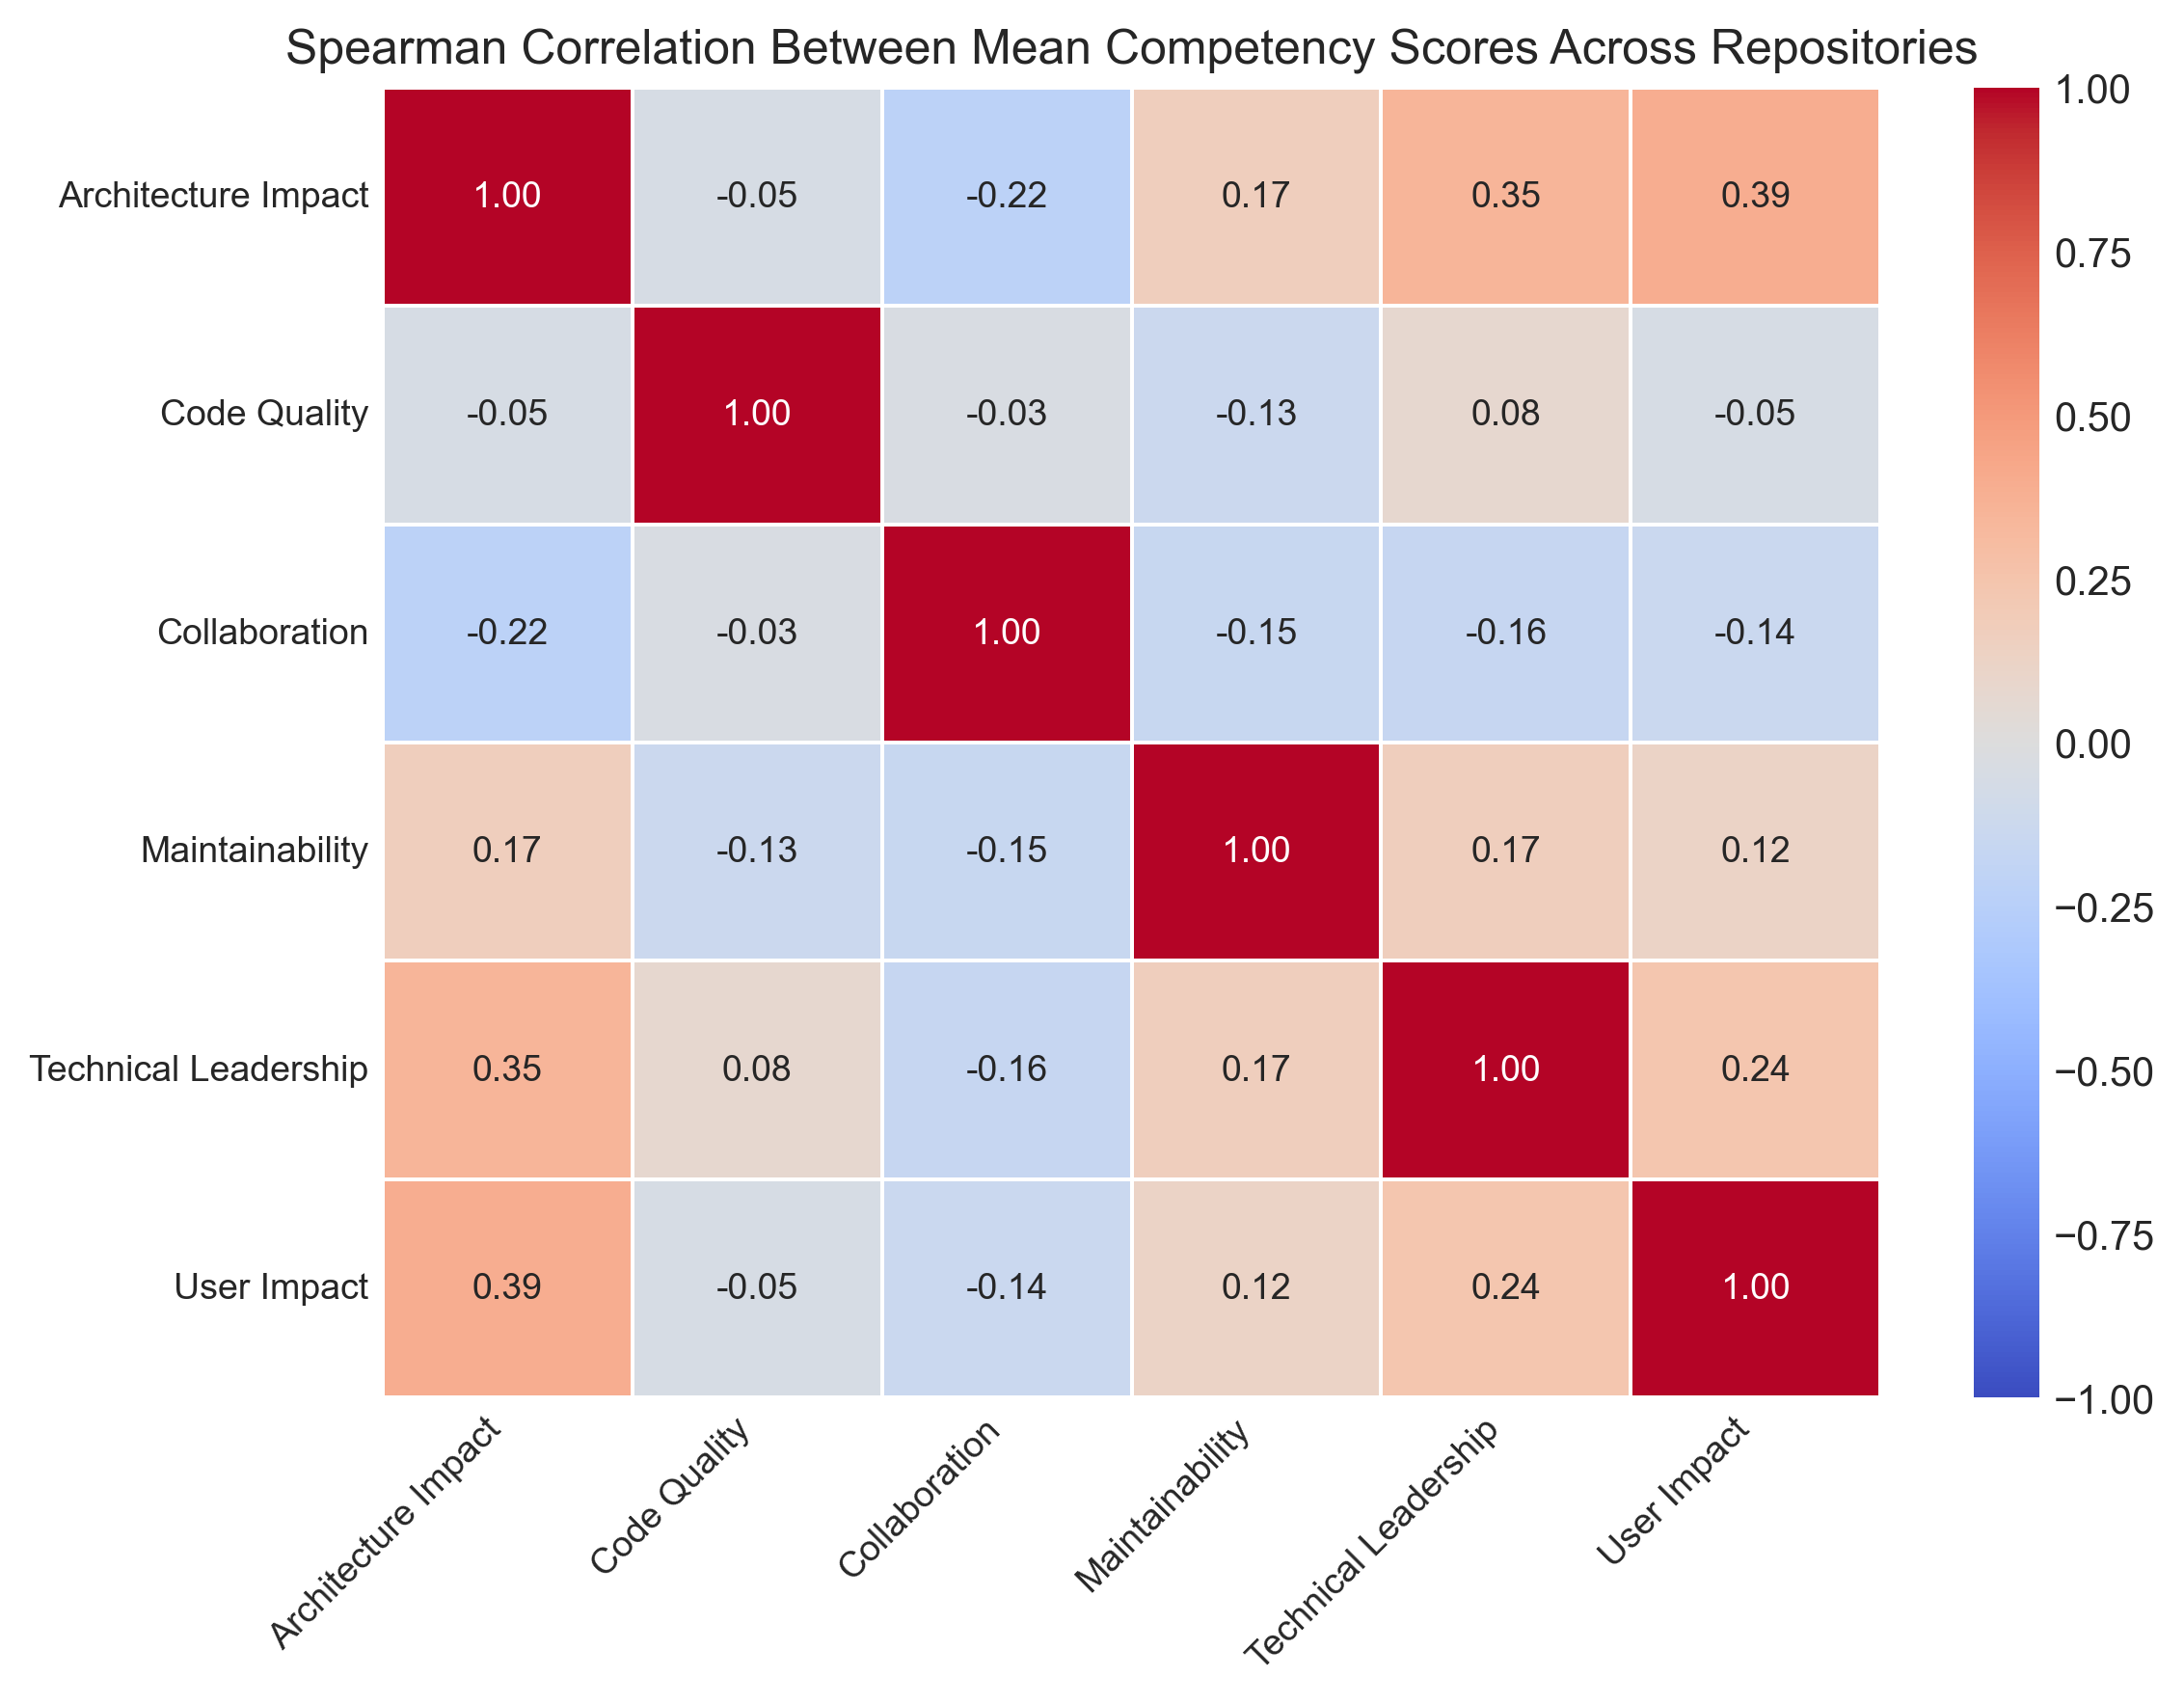 Spearman Correlation Between Mean Competency Scores Across Repositories
Architecture Impact 1.00 -0.05 -0.22 0.17 0.35 0.39
Code Quality -0.05 1.00 -0.03 -0.13 0.08 -0.05
Collaboration -0.22 -0.03 1.00 -0.15 -0.16 -0.14
Maintainability 0.17 -0.13 -0.15 1.00 0.17 0.12
Technical Leadership 0.35 0.08 -0.16 0.17 1.00 0.24
User Impact 0.39 -0.05 -0.14 0.12 0.24 1.00
Architecture Impact
Code Quality
Collaboration
Maintainability
Technical Leadership
User Impact
1.00
0.75
0.50
0.25
0.00
−0.25
−0.50
−0.75
−1.00